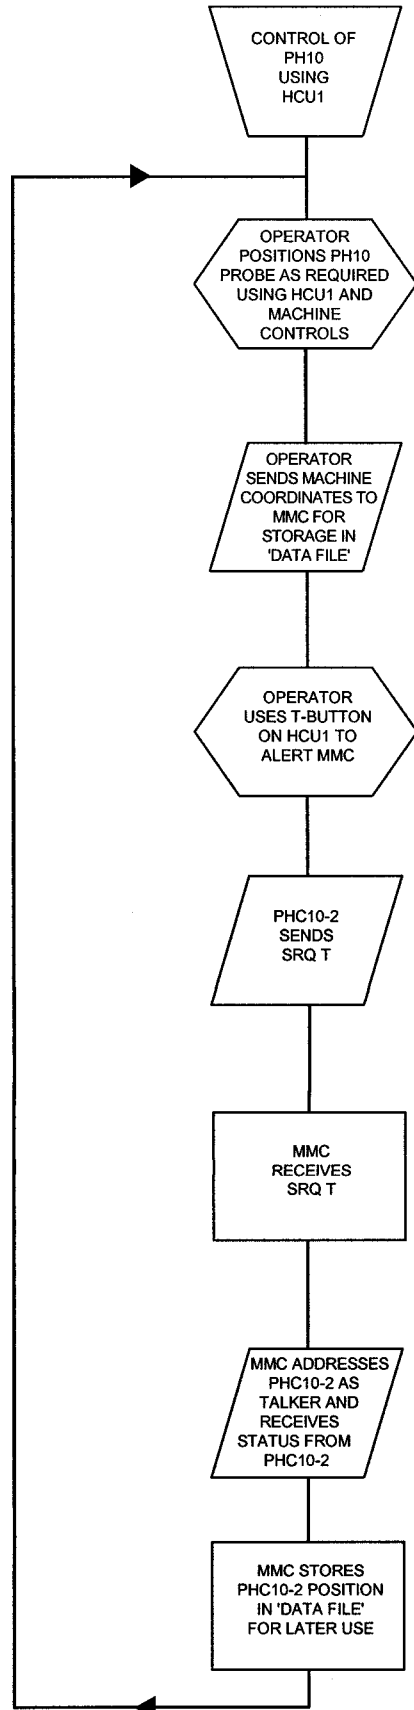 CONTROL OF
PH10
USING
HCU1
OPERATOR
POSITIONS PH10
PROBE AS REQUIRED
USING HCU1 AND
MACHINE
CONTROLS
OPERATOR
SENDS MACHINE
COORDINATES TO
MMC FOR
STORAGE IN
'DATA FILE'
OPERATOR
USES T-BUTTON
ON HCU1 TO
ALERT MMC
PHC10-2
SENDS
SRQ T
MMC
RECEIVES
SRQ T
MMC ADDRESSES
PHC10-2 AS
TALKER AND
RECEIVES
STATUS FROM
PHC10-2
MMC STORES
PHC10-2 POSITION
IN 'DATA FILE'
FOR LATER USE